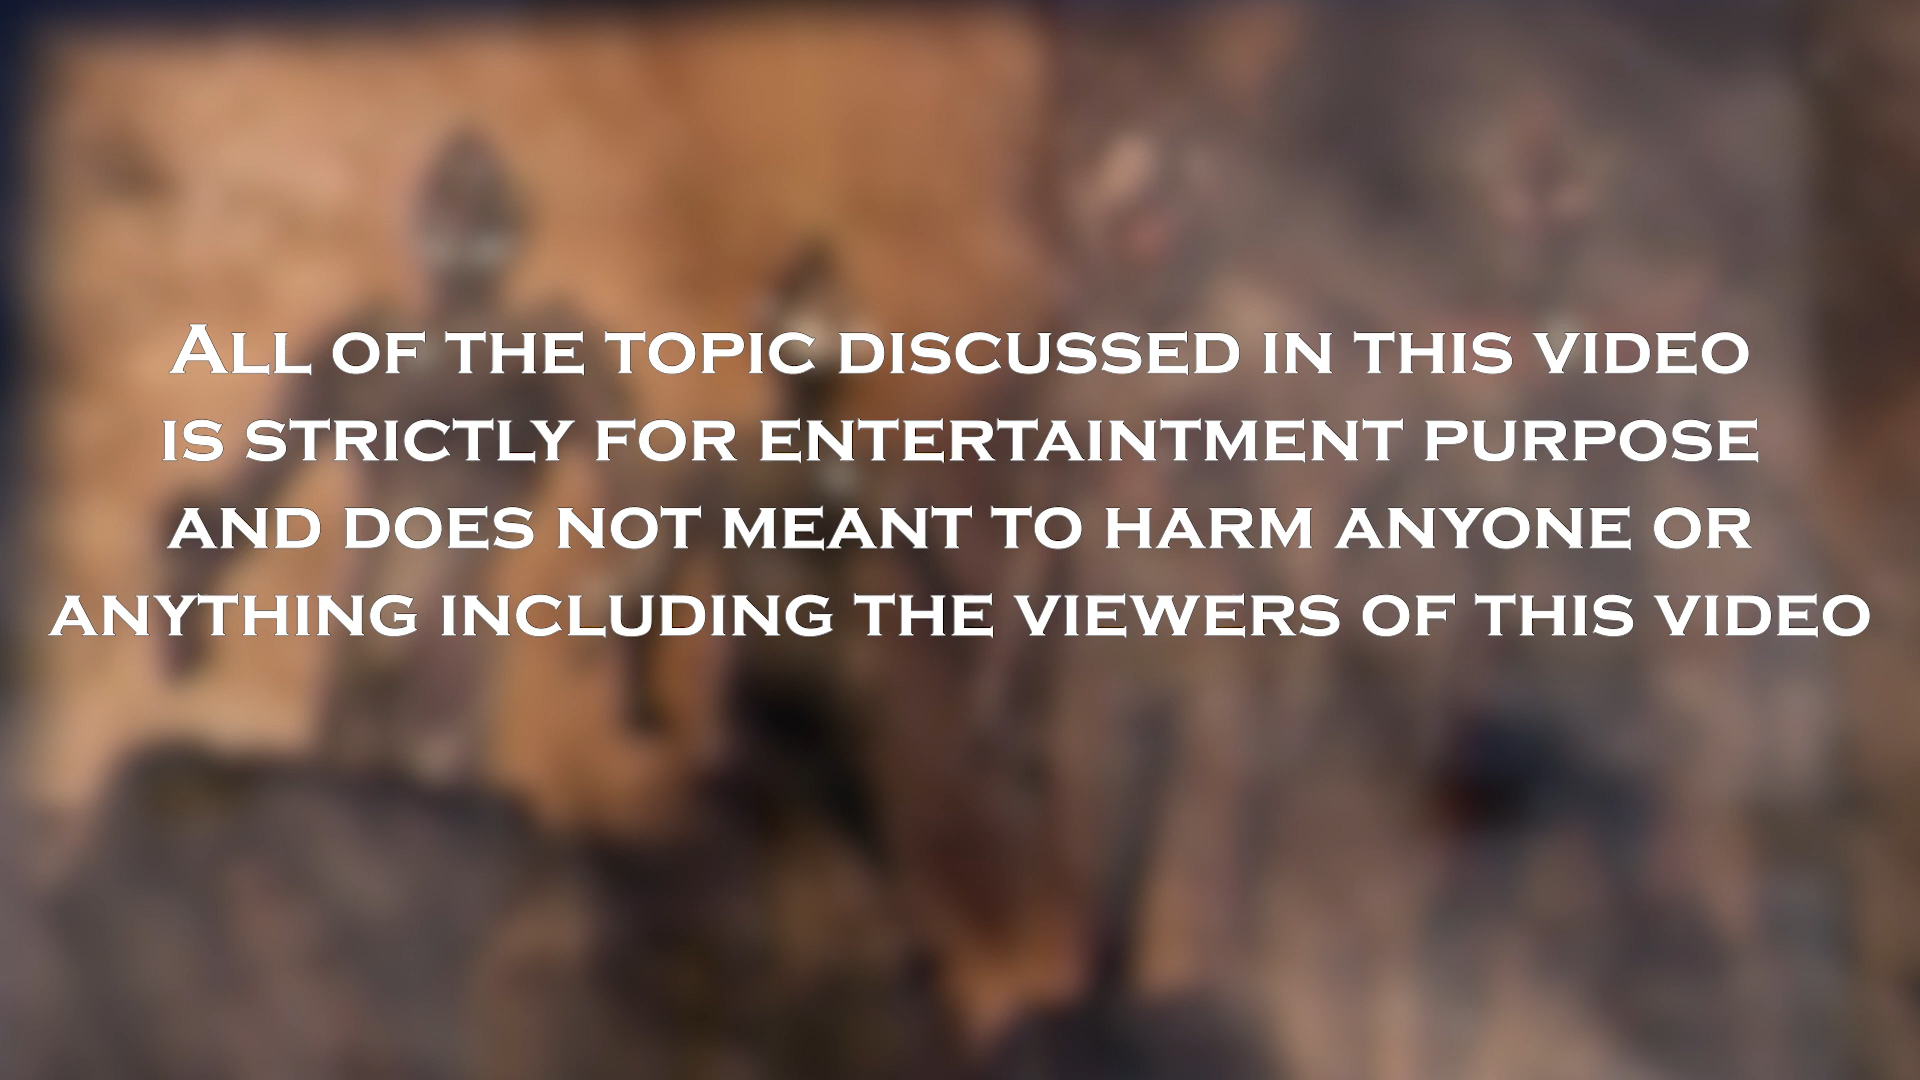 All of the topic discussed in this video
is strictly for entertaintment purpose
and does not meant to harm anyone or
anything including the viewers of this video